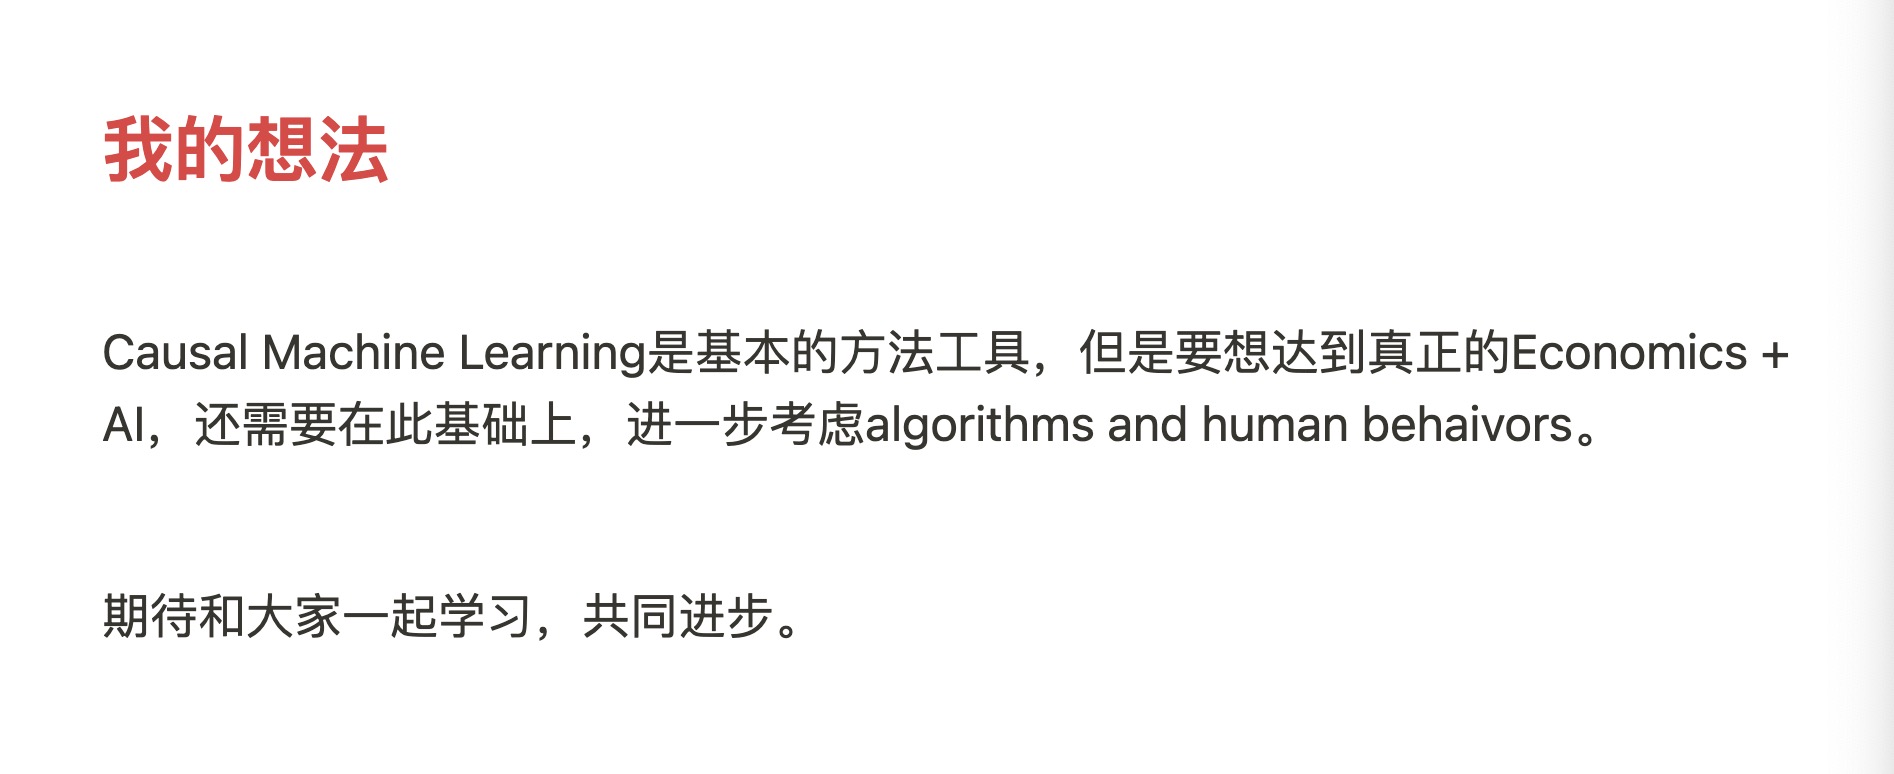 我的想法
Causal Machine Learning是基本的方法工具，但是要想达到真正的Economics +
AI，还需要在此基础上，进一步考虑algorithms and human behaivors。
期待和大家一起学习，共同进步。